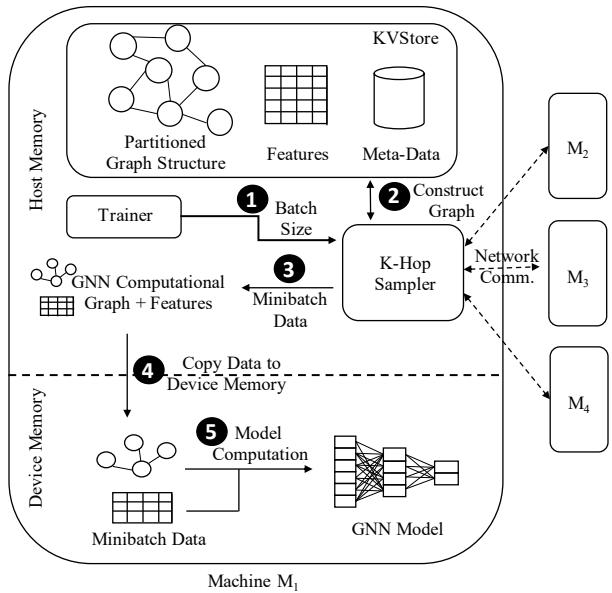 KVStore
Partitioned
Graph Structure
Features
Meta-Data
Host Memory
Trainer
1
Batch
Size
2
Construct
Graph
K-Hop
Sampler
Network
Comm.
M2
M3
M4
3
Minibatch
Data
GNN Computational
Graph + Features
4
Copy Data to
Device Memory
Device Memory
5
Model
Computation
Minibatch Data
GNN Model
Machine M1